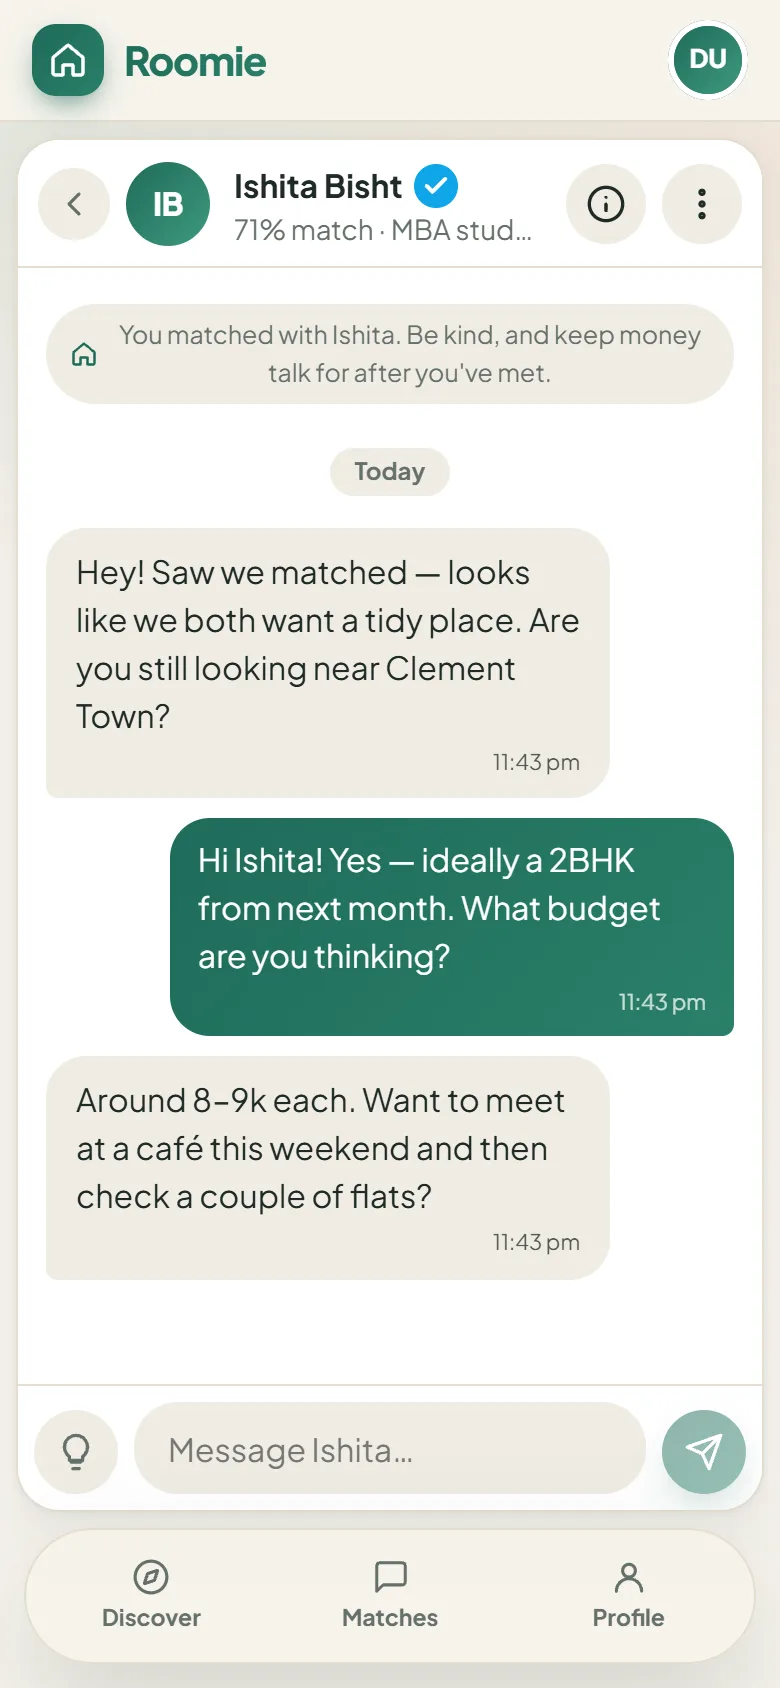 Roomie
DU
IB
Ishita Bisht
71% match · MBA stud...
You matched with Ishita. Be kind, and keep money
talk for after you've met.
Today
Hey! Saw we matched — looks
like we both want a tidy place. Are
you still looking near Clement
Town?
11:43 pm
Hi Ishita! Yes — ideally a 2BHK
from next month. What budget
are you thinking?
11:43 pm
Around 8–9k each. Want to meet
at a café this weekend and then
check a couple of flats?
11:43 pm
Message Ishita...
Discover
Matches
Profile